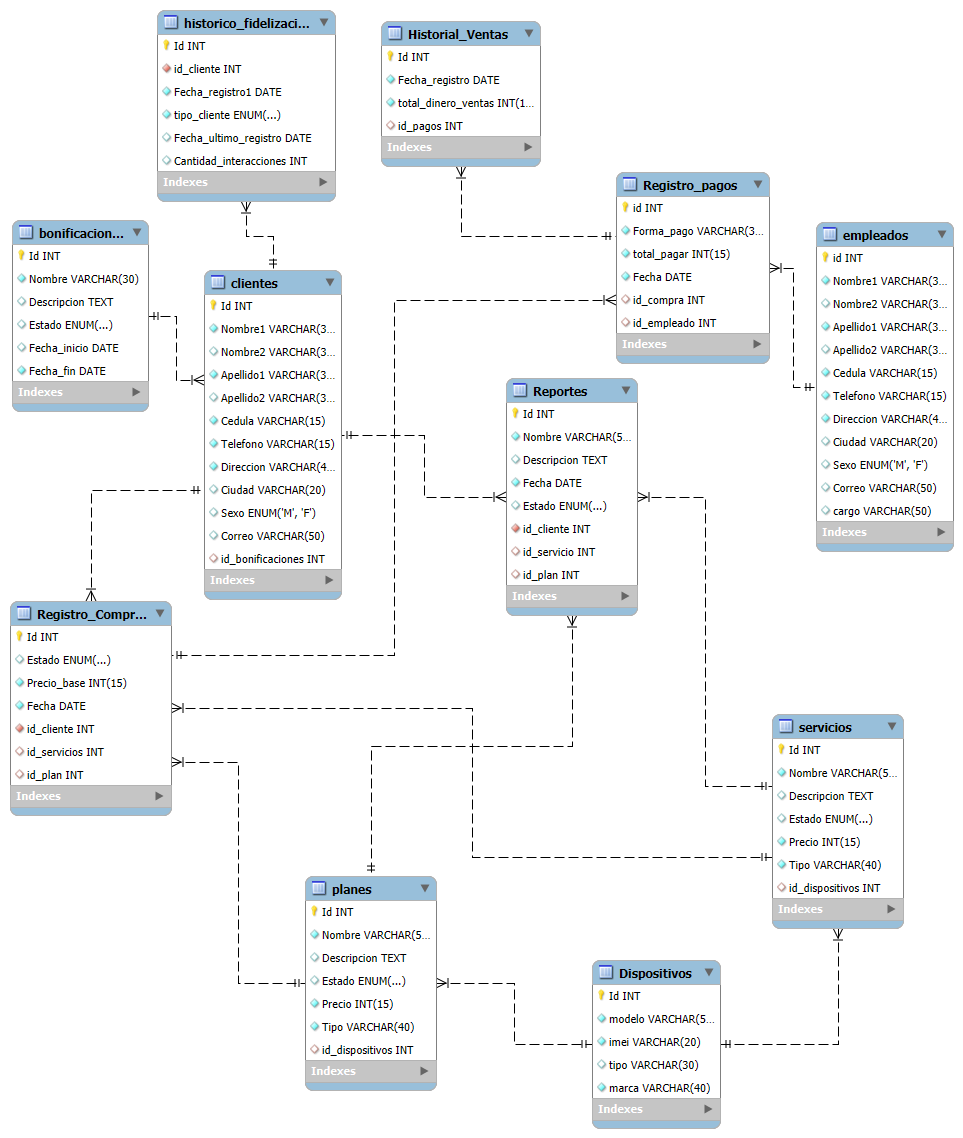 historico_fidelizaci...
Id INT
id_cliente INT
Fecha_registro1 DATE
tipo_cliente ENUM(...)
Fecha_ultimo_registro DATE
Cantidad_interacciones INT
Indexes
Historial_Ventas
Id INT
Fecha_registro DATE
total_dinero_ventas INT(1...
id_pagos INT
Indexes
Registro_pagos
id INT
Forma_pago VARCHAR(3...
total_pagar INT(15)
Fecha DATE
id_compra INT
id_empleado INT
Indexes
bonificacion...
Id INT
Nombre VARCHAR(30)
Descripcion TEXT
Estado ENUM(...)
Fecha_inicio DATE
Fecha_fin DATE
Indexes
empleados
id INT
Nombre1 VARCHAR(3...
Nombre2 VARCHAR(3...
Apellido1 VARCHAR(3...
Apellido2 VARCHAR(3...
Cedula VARCHAR(15)
Telefono VARCHAR(15)
Direccion VARCHAR(4...
Ciudad VARCHAR(20)
Sexo ENUM('M', 'F')
Correo VARCHAR(50)
cargo VARCHAR(50)
Indexes
clientes
Id INT
Nombre1 VARCHAR(3...
Nombre2 VARCHAR(3...
Apellido1 VARCHAR(3...
Apellido2 VARCHAR(3...
Cedula VARCHAR(15)
Telefono VARCHAR(15)
Direccion VARCHAR(4...
Ciudad VARCHAR(20)
Sexo ENUM('M', 'F')
Correo VARCHAR(50)
id_bonificaciones INT
Indexes
Reportes
Id INT
Nombre VARCHAR(5...
Descripcion TEXT
Fecha DATE
Estado ENUM(...)
id_cliente INT
id_servicio INT
id_plan INT
Indexes
Registro_Compr...
Id INT
Estado ENUM(...)
Precio_base INT(15)
Fecha DATE
id_cliente INT
id_servicios INT
id_plan INT
Indexes
servicios
Id INT
Nombre VARCHAR(5...
Descripcion TEXT
Estado ENUM(...)
Precio INT(15)
Tipo VARCHAR(40)
id_dispositivos INT
Indexes
planes
Id INT
Nombre VARCHAR(5...
Descripcion TEXT
Estado ENUM(...)
Precio INT(15)
Tipo VARCHAR(40)
id_dispositivos INT
Indexes
Dispositivos
Id INT
modelo VARCHAR(5...
imei VARCHAR(20)
tipo VARCHAR(30)
marca VARCHAR(40)
Indexes